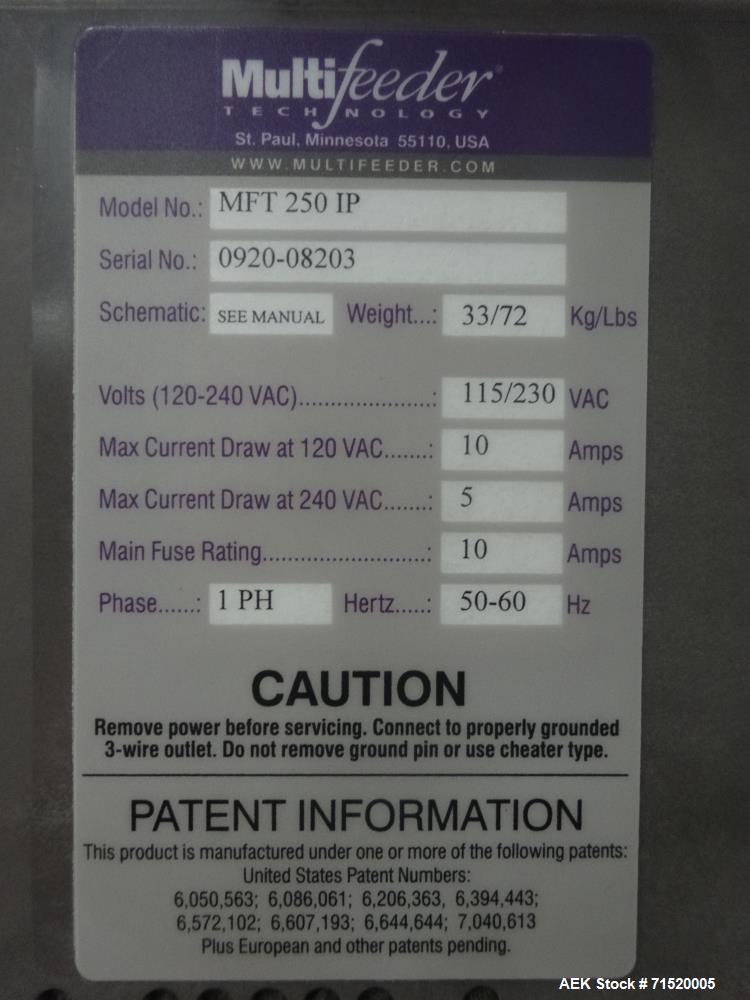 Multifeeder®
TECHNOLOGY
St. Paul, Minnesota 55110, USA
WWW.MULTIFEEDER.COM
Model No.: MFT 250 IP
Serial No.: 0920-08203
Schematic: SEE MANUAL Weight...: 33/72 Kg/Lbs
Volts (120-240 VAC).....................: 115/230 VAC
Max Current Draw at 120 VAC.......: 10 Amps
Max Current Draw at 240 VAC.......: 5 Amps
Main Fuse Rating..........................: 10 Amps
Phase......: 1 PH Hertz.....: 50-60 Hz
CAUTION
Remove power before servicing. Connect to properly grounded
3-wire outlet. Do not remove ground pin or use cheater type.
PATENT INFORMATION
This product is manufactured under one or more of the following patents:
United States Patent Numbers:
6,050,563; 6,086,061; 6,206,363, 6,394,443;
6,572,102; 6,607,193; 6,644,644; 7,040,613
Plus European and other patents pending.
AEK Stock # 71520005